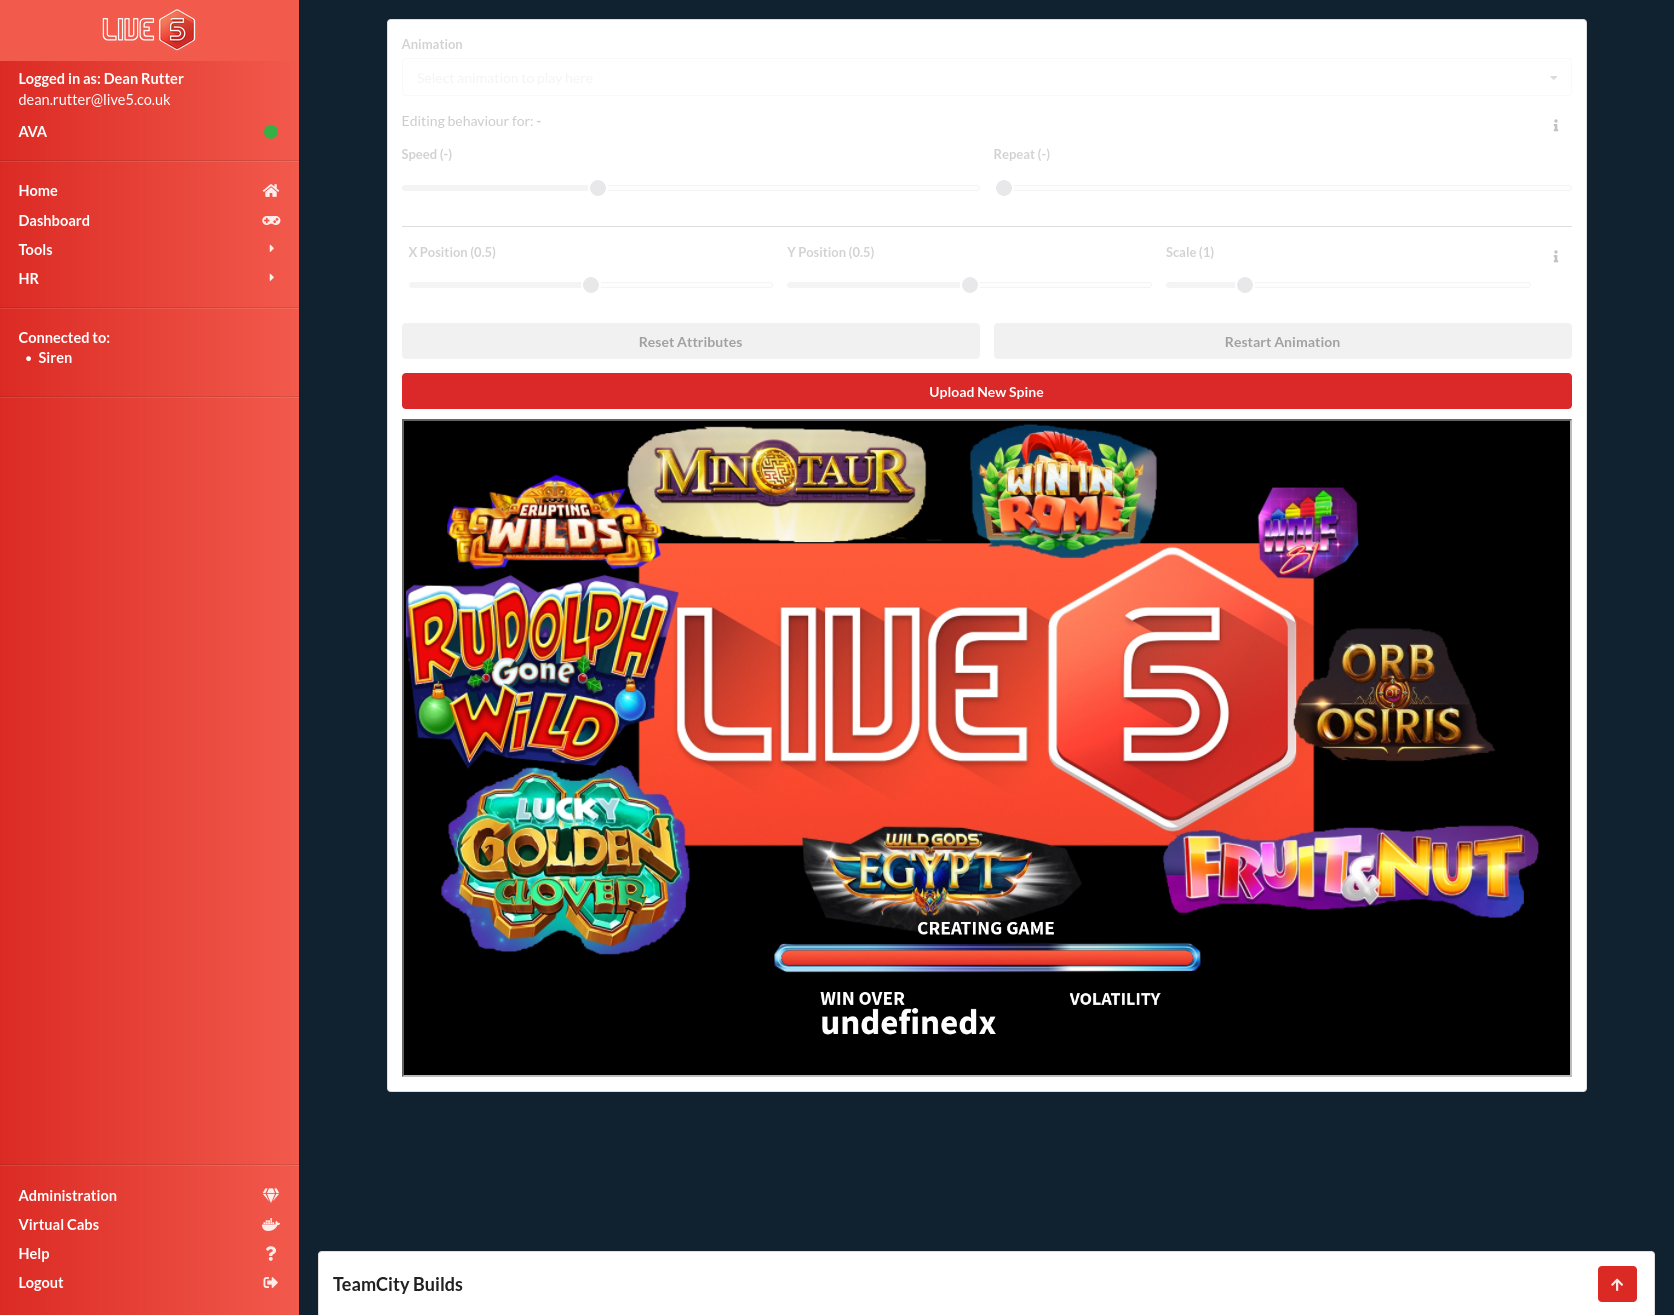 LIVE 5
Logged in as: Dean Rutter
dean.rutter@live5.co.uk
AVA
Home
Dashboard
Tools
HR
Connected to:
• Siren
Administration
Virtual Cabs
Help
Logout
Animation
Select animation to play here
Editing behaviour for: -
Speed (-)
Repeat (-)
X Position (0.5)
Y Position (0.5)
Scale (1)
Reset Attributes
Restart Animation
Upload New Spine
MINOTAUR
WIN IN
ROME
ERUPTING
WILDS
WOLF
ST
RUDOLPH
Gone
WILD
LIVE 5
ORB
OF
OSIRIS
LUCKY
GOLDEN
CLOVER
WILD GODS
EGYPT
FRUIT & NUT
CREATING GAME
WIN OVER
VOLATILITY
undefinedx
TeamCity Builds